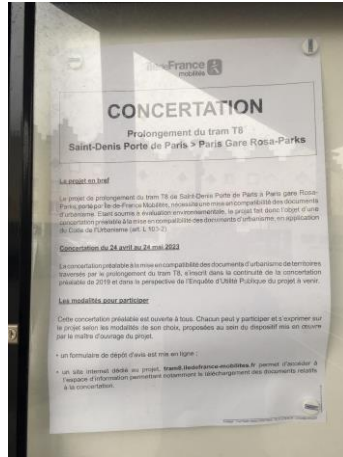 île-de-France
mobilités
CONCERTATION
Prolongement du tram T8
Saint-Denis Porte de Paris > Paris Gare Rosa-Parks
Le projet en bref
Le projet de prolongement du tram T8 de Saint-Denis Porte de Paris à Paris gare Rosa-
Parks, porté par Île-de-France Mobilités, nécessite une mise en compatibilité des documents
d'urbanisme. Etant soumis à évaluation environnementale, le projet fait donc l'objet d'une
concertation préalable à la mise en compatibilité des documents d'urbanisme, en application
du Code de l'Urbanisme (art. L 103-2)
Concertation du 24 avril au 24 mai 2023
La concertation préalable à la mise en compatibilité des documents d'urbanisme de territoires
traversés par le prolongement du tram T8, s'inscrit dans la continuité de la concertation
préalable de et dans la perspective de l'Enquête d'Utilité Publique du projet à venir.
Les modalités pour participer
Cette concertation préalable est ouverte à tous. Chacun peut y participer et s'exprimer sur
le projet selon les modalités de son choix, proposées au sein du dispositif mis en œuvre
par le maître d'ouvrage du projet.
• un formulaire de dépôt d'avis est mis en ligne ;
• un site internet dédié au projet, tram8.iledefrance-mobilites.fr permet d'accéder à
l'espace d'information permettant notamment le téléchargement des documents relatifs
à la concertation.